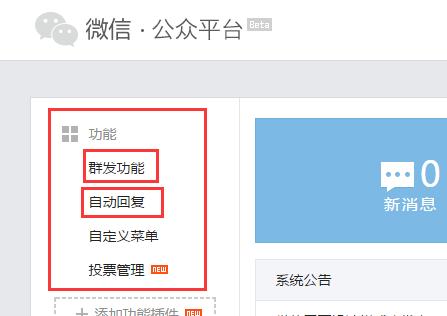 微信·公众平台 Beta
功能
群发功能
自动回复
自定义菜单
投票管理 NEW
添加功能插件 NEW
0
新消息
系统公告